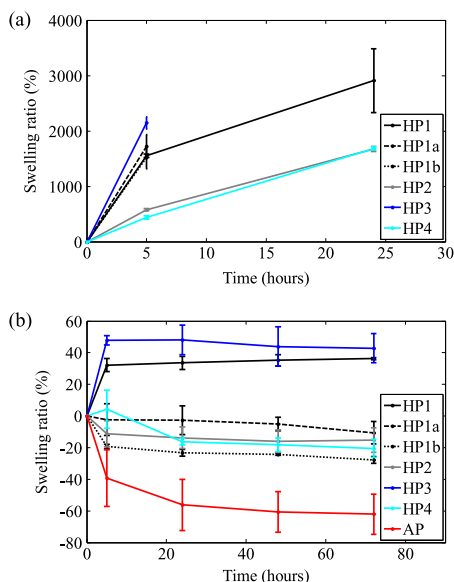 (a)
4000
3000
2000
1000
0
Swelling ratio (%)
0 5 10 15 20 25 30
Time (hours)
HP1
HP1a
HP1b
HP2
HP3
HP4
(b)
60
40
20
0
-20
-40
-60
-80
Swelling ratio (%)
0 20 40 60 80
Time (hours)
HP1
HP1a
HP1b
HP2
HP3
HP4
AP